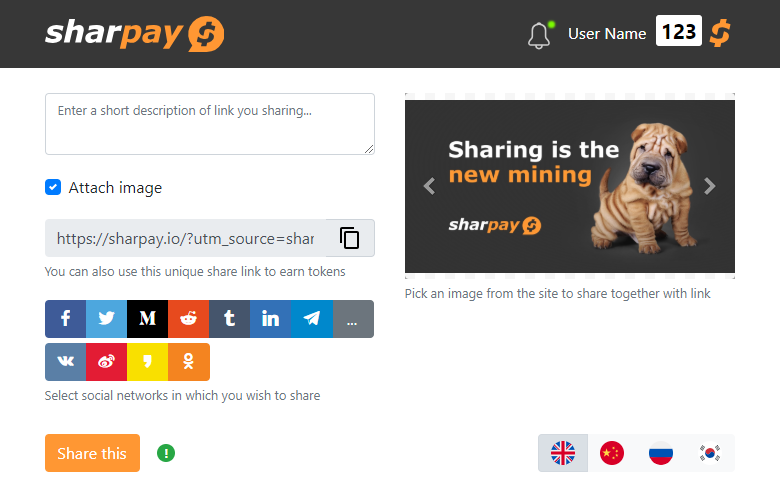 sharpay
User Name 123
Enter a short description of link you sharing...
Attach image
https://sharpay.io/?utm_source=shar
You can also use this unique share link to earn tokens
Sharing is the
new mining
sharpay
Pick an image from the site to share together with link
...
Select social networks in which you wish to share
Share this